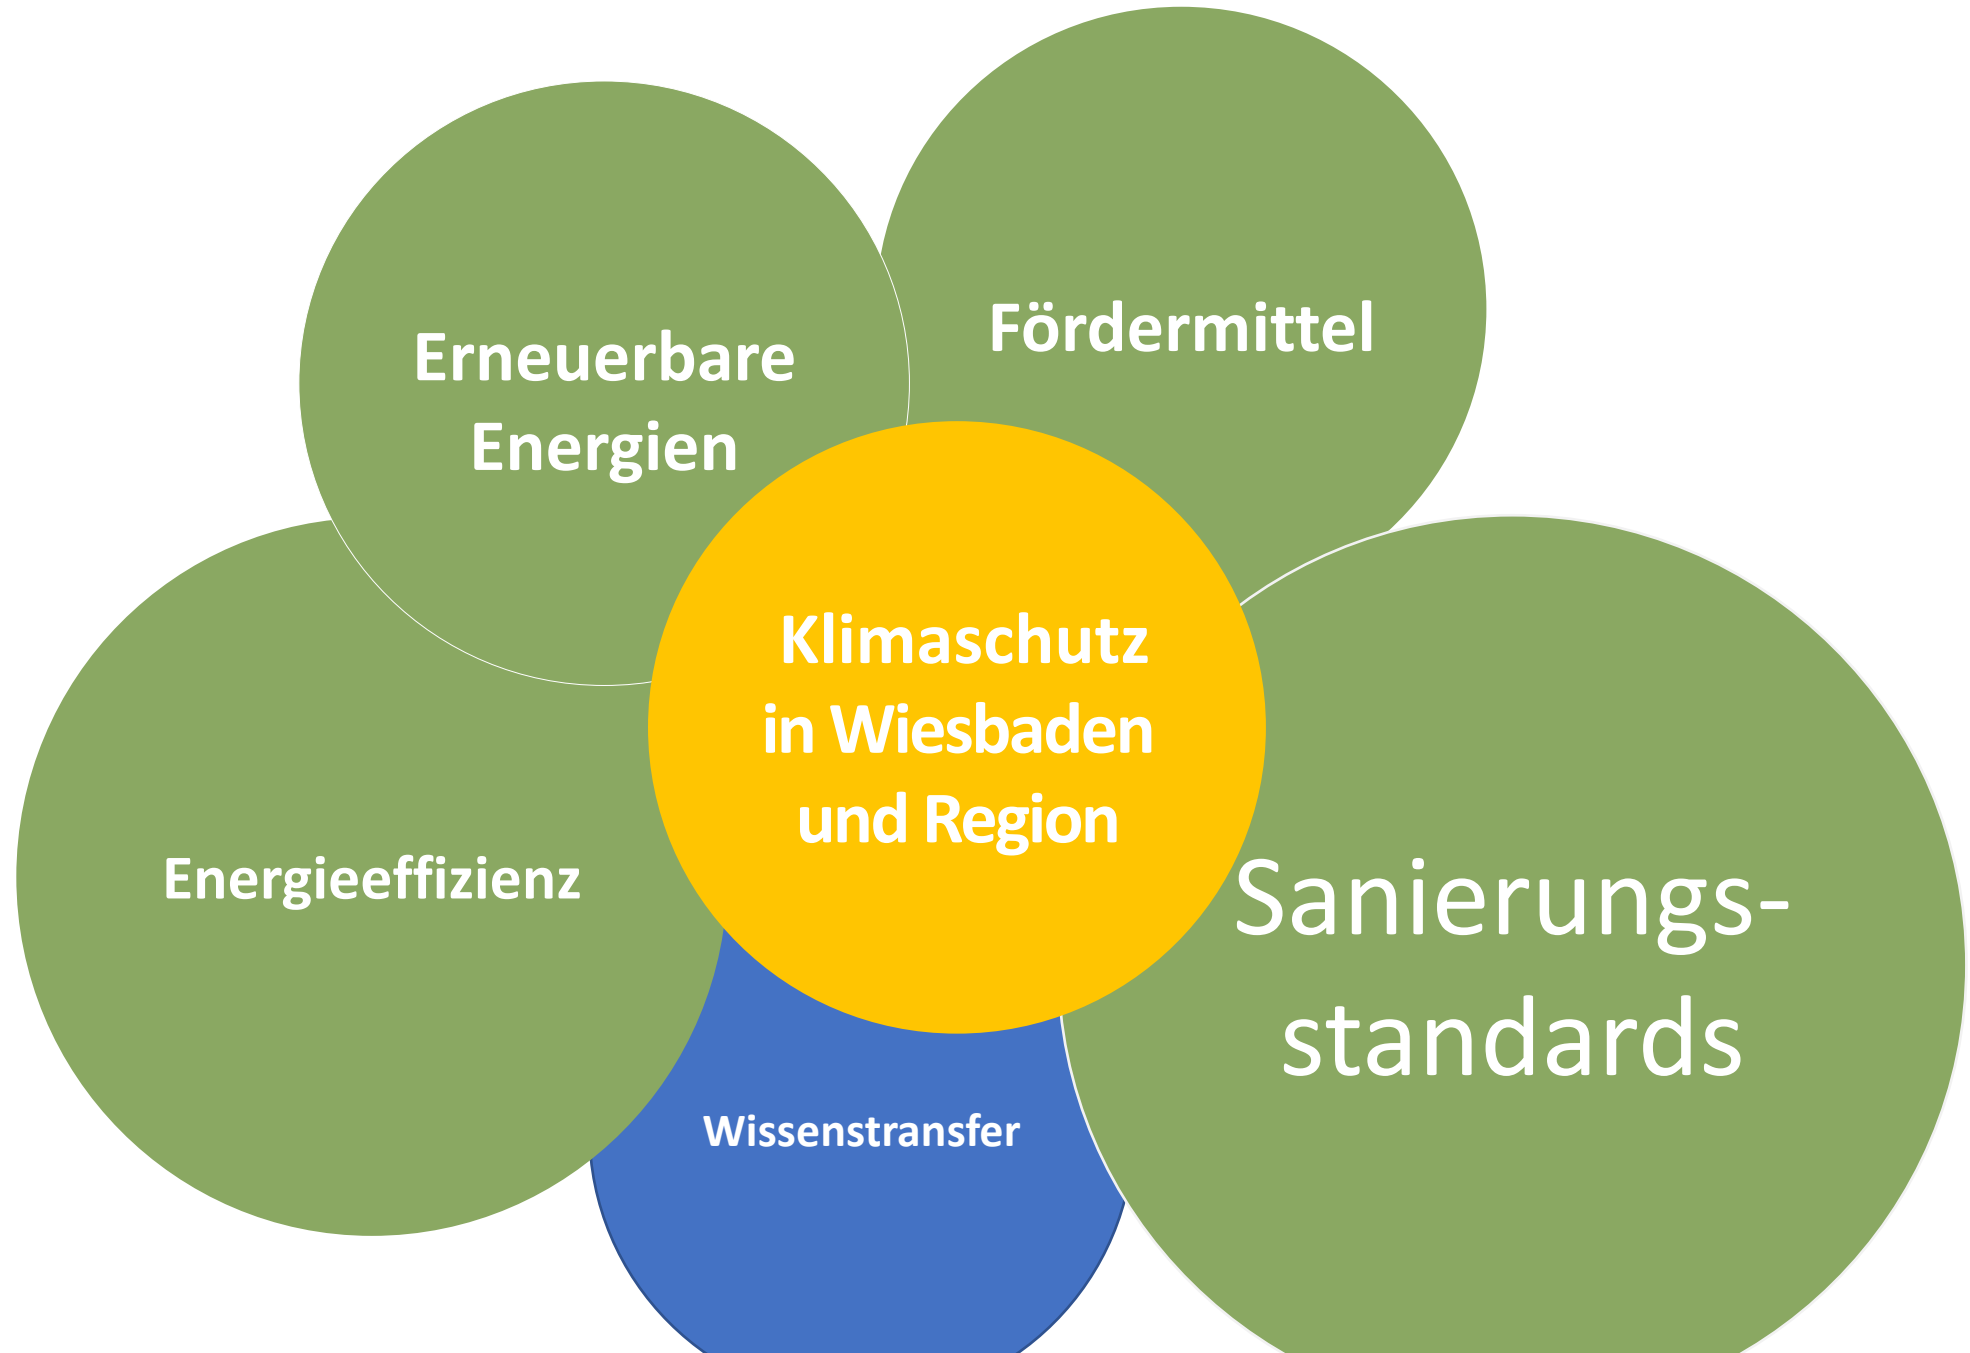 Erneuerbare
Energien
Fördermittel
Klimaschutz
in Wiesbaden
und Region
Energieeffizienz
Sanierungs-
standards
Wissenstransfer